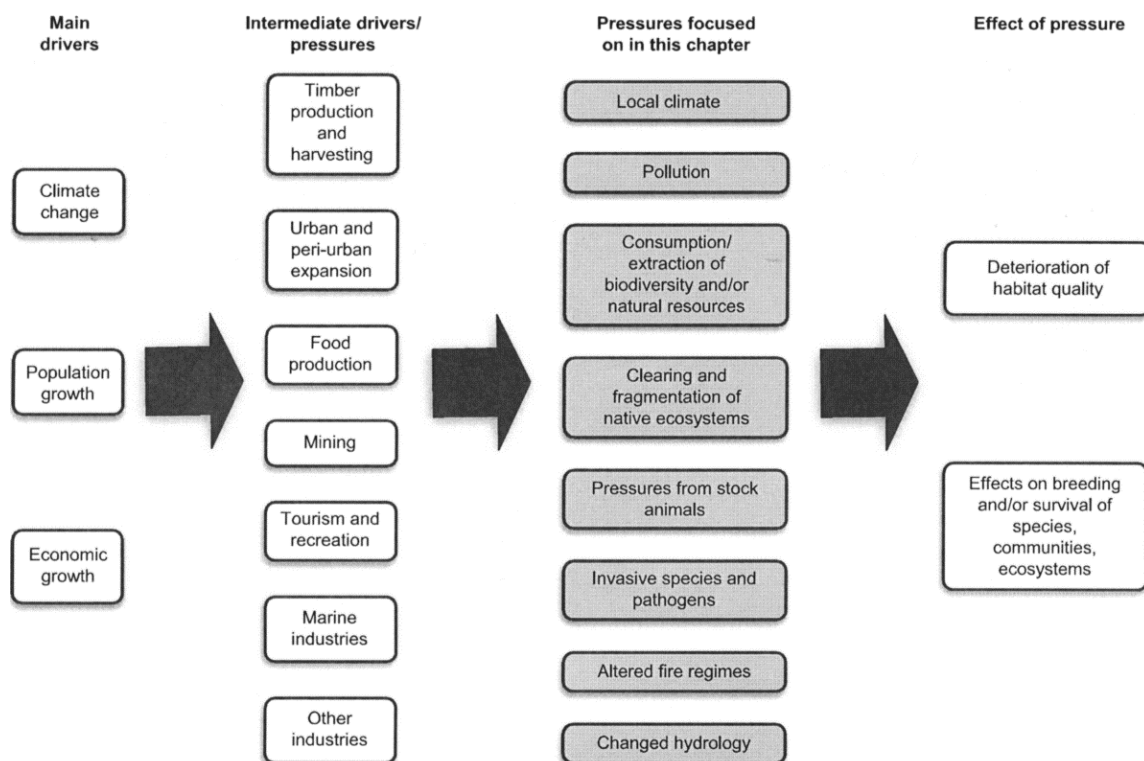 Main
drivers
Intermediate drivers/
pressures
Pressures focused
on in this chapter
Effect of pressure
Climate
change
Population
growth
Economic
growth
Timber
production
and
harvesting
Urban and
peri-urban
expansion
Food
production
Mining
Tourism and
recreation
Marine
industries
Other
industries
Local climate
Pollution
Consumption/
extraction of
biodiversity and/or
natural resources
Clearing and
fragmentation of
native ecosystems
Pressures from stock
animals
Invasive species and
pathogens
Altered fire regimes
Changed hydrology
Deterioration of
habitat quality
Effects on breeding
and/or survival of
species,
communities,
ecosystems